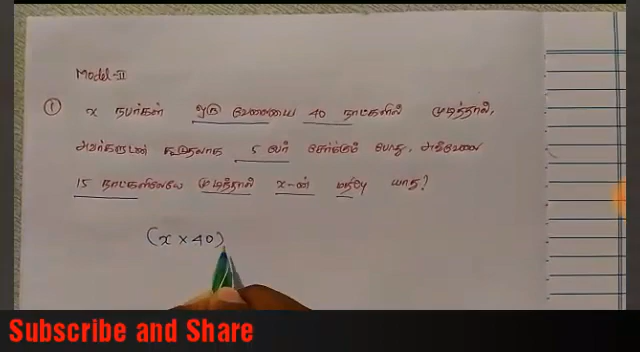 Model-II
① x நபர்கள் ஒரு வேலையை 40 நாட்களில் முடித்தால்,
அவர்களுடன் கூடுதலாக 5 பேர் சேர்க்கும் போது, அவ்வேலை
15 நாட்களிலேயே முடிந்தால் x-ன் மதிப்பு யாது?
(x × 40)
Subscribe and Share